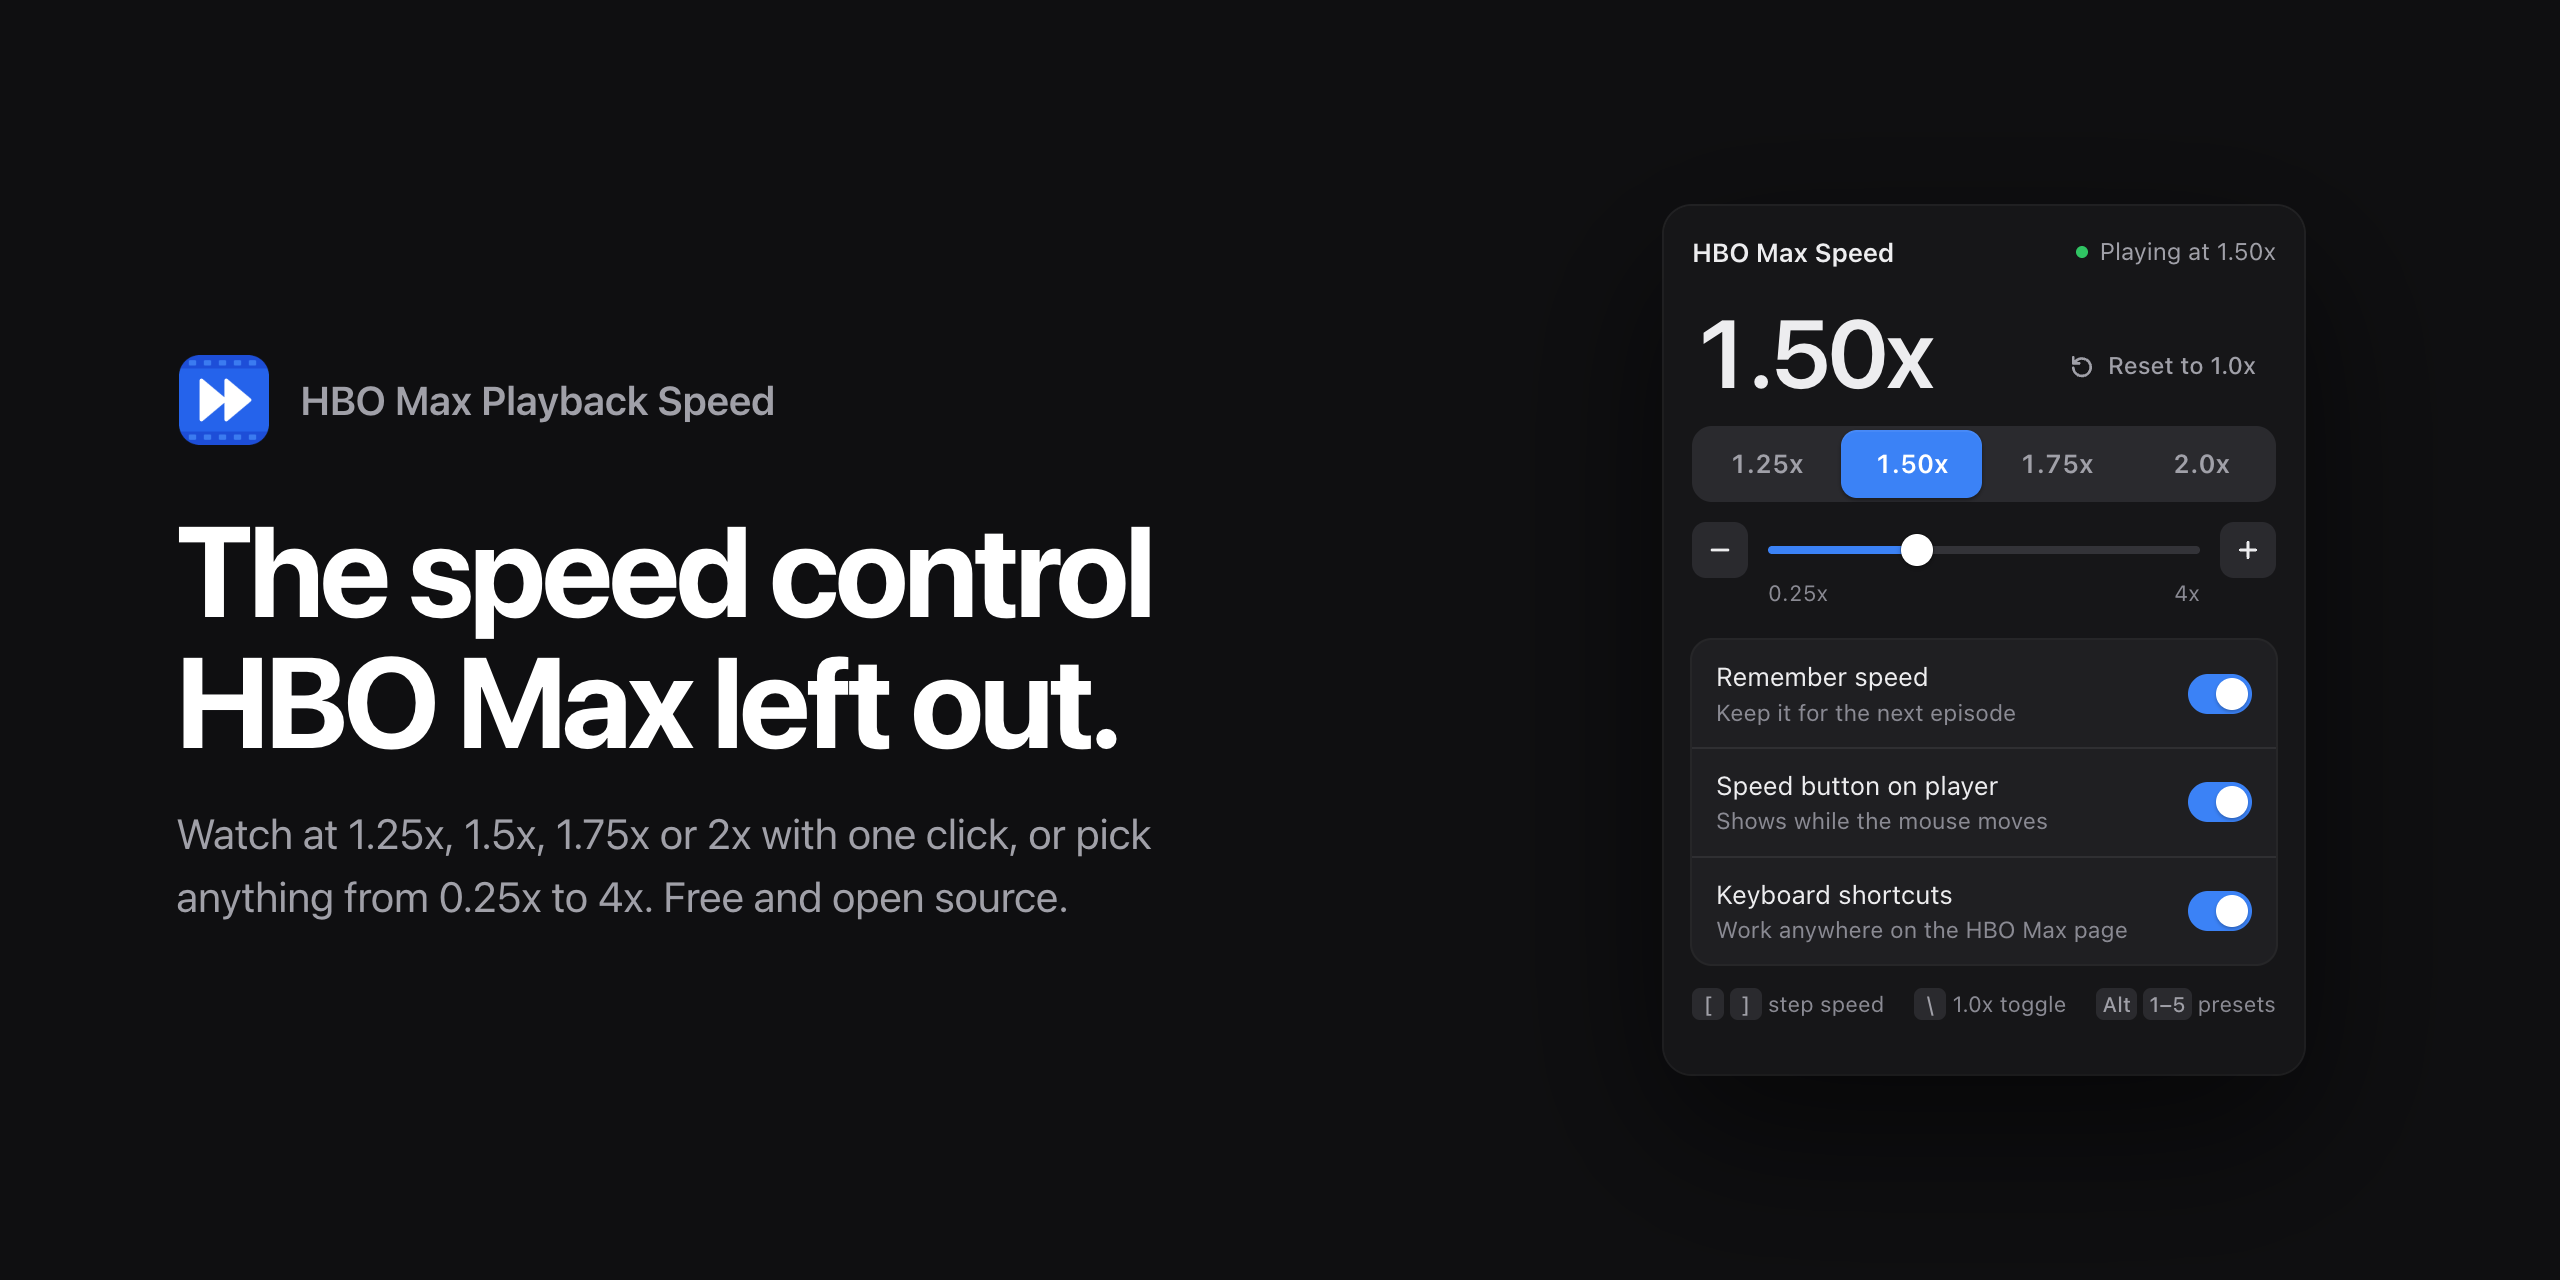 HBO Max Playback Speed
The speed control
HBO Max left out.
Watch at 1.25x, 1.5x, 1.75x or 2x with one click, or pick
anything from 0.25x to 4x. Free and open source.
HBO Max Speed
Playing at 1.50x
1.50x
Reset to 1.0x
1.25x 1.50x 1.75x 2.0x
− +
0.25x 4x
Remember speed
Keep it for the next episode
Speed button on player
Shows while the mouse moves
Keyboard shortcuts
Work anywhere on the HBO Max page
[ ] step speed \ 1.0x toggle Alt 1–5 presets